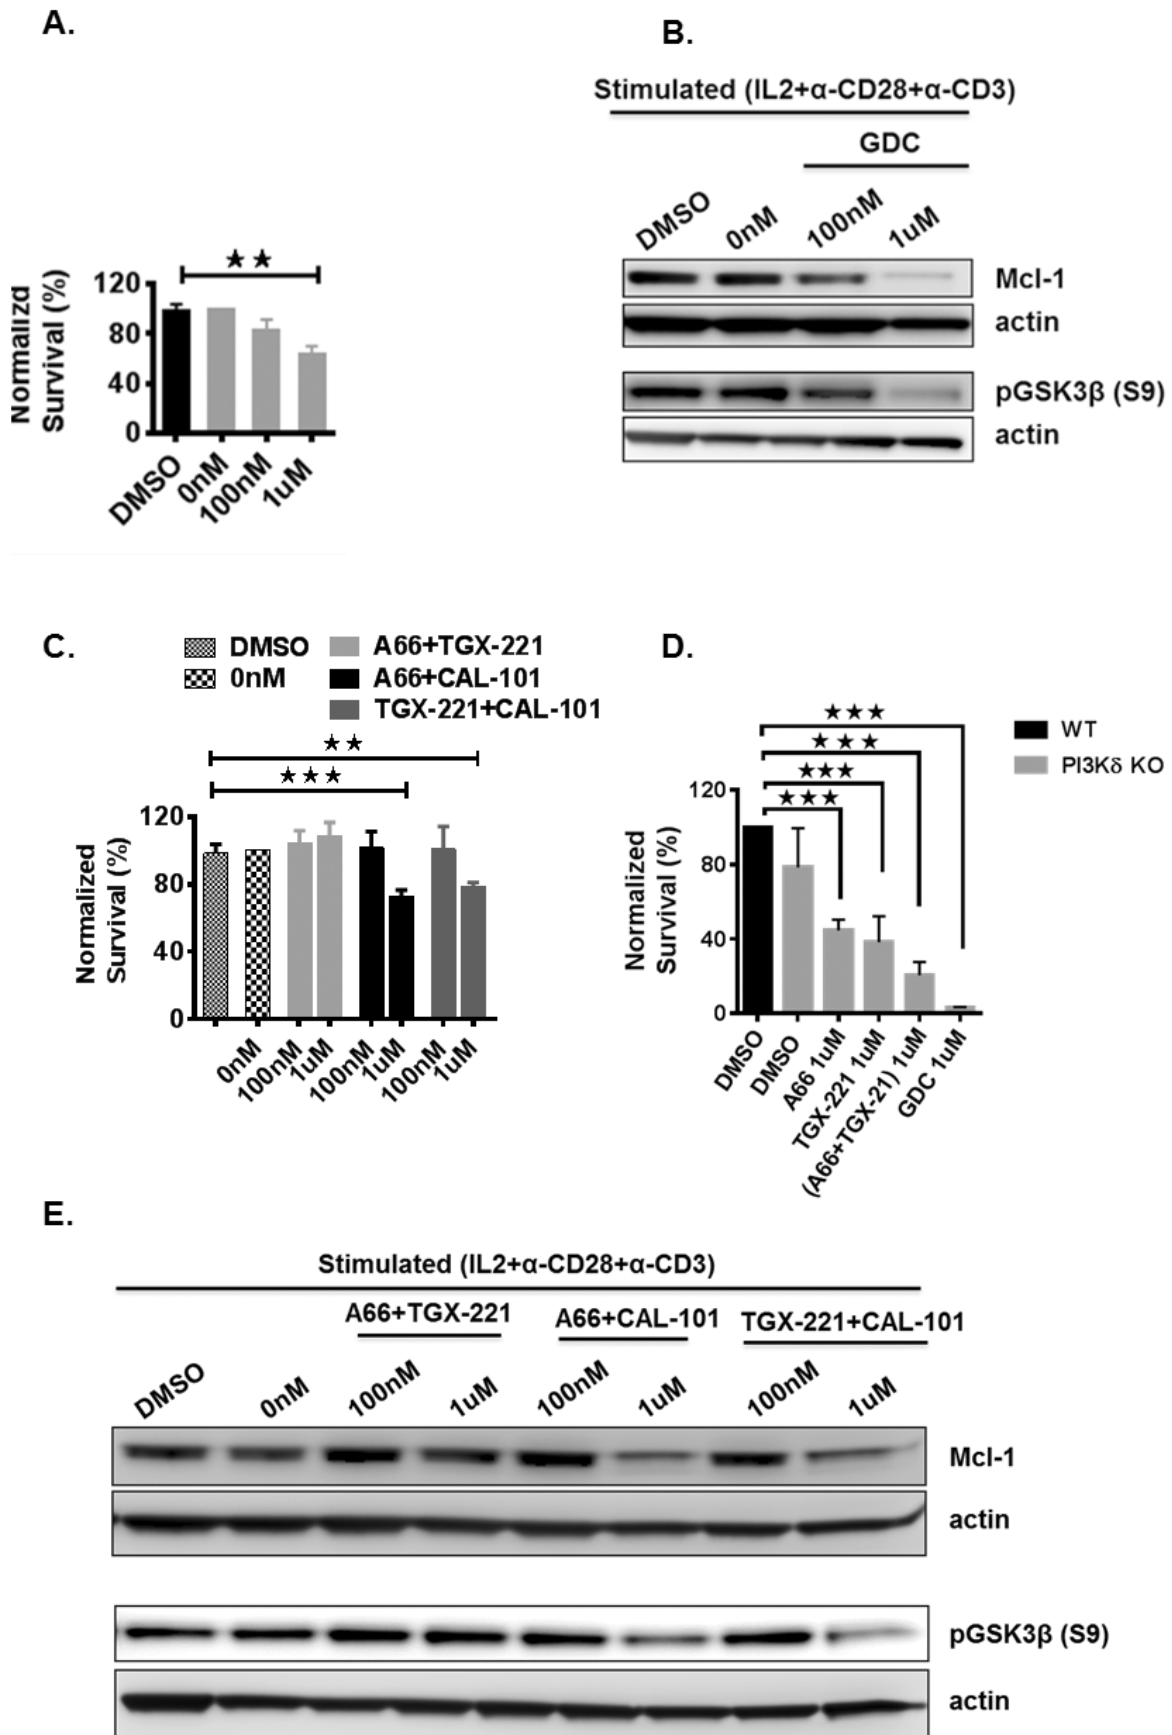 A.
Normalizd
Survival (%)
★★
120
80
40
0
DMSO
0nM
100nM
1uM
B.
Stimulated (IL2+α-CD28+α-CD3)
GDC
DMSO
0nM
100nM
1uM
Mcl-1
actin
pGSK3β (S9)
actin
C.
DMSO
0nM
A66+TGX-221
A66+CAL-101
TGX-221+CAL-101
★★
★★★
Normalized
Survival (%)
120
80
40
0
0nM
100nM
1uM
100nM
1uM
100nM
1uM
D.
WT
PI3Kδ KO
★★★
★★★
★★★
★★★
Normalized
Survival (%)
120
80
40
0
DMSO
DMSO
A66 1uM
TGX-221 1uM
(A66+TGX-21) 1uM
GDC 1uM
E.
Stimulated (IL2+α-CD28+α-CD3)
A66+TGX-221
A66+CAL-101
TGX-221+CAL-101
DMSO
0nM
100nM
1uM
100nM
1uM
100nM
1uM
Mcl-1
actin
pGSK3β (S9)
actin